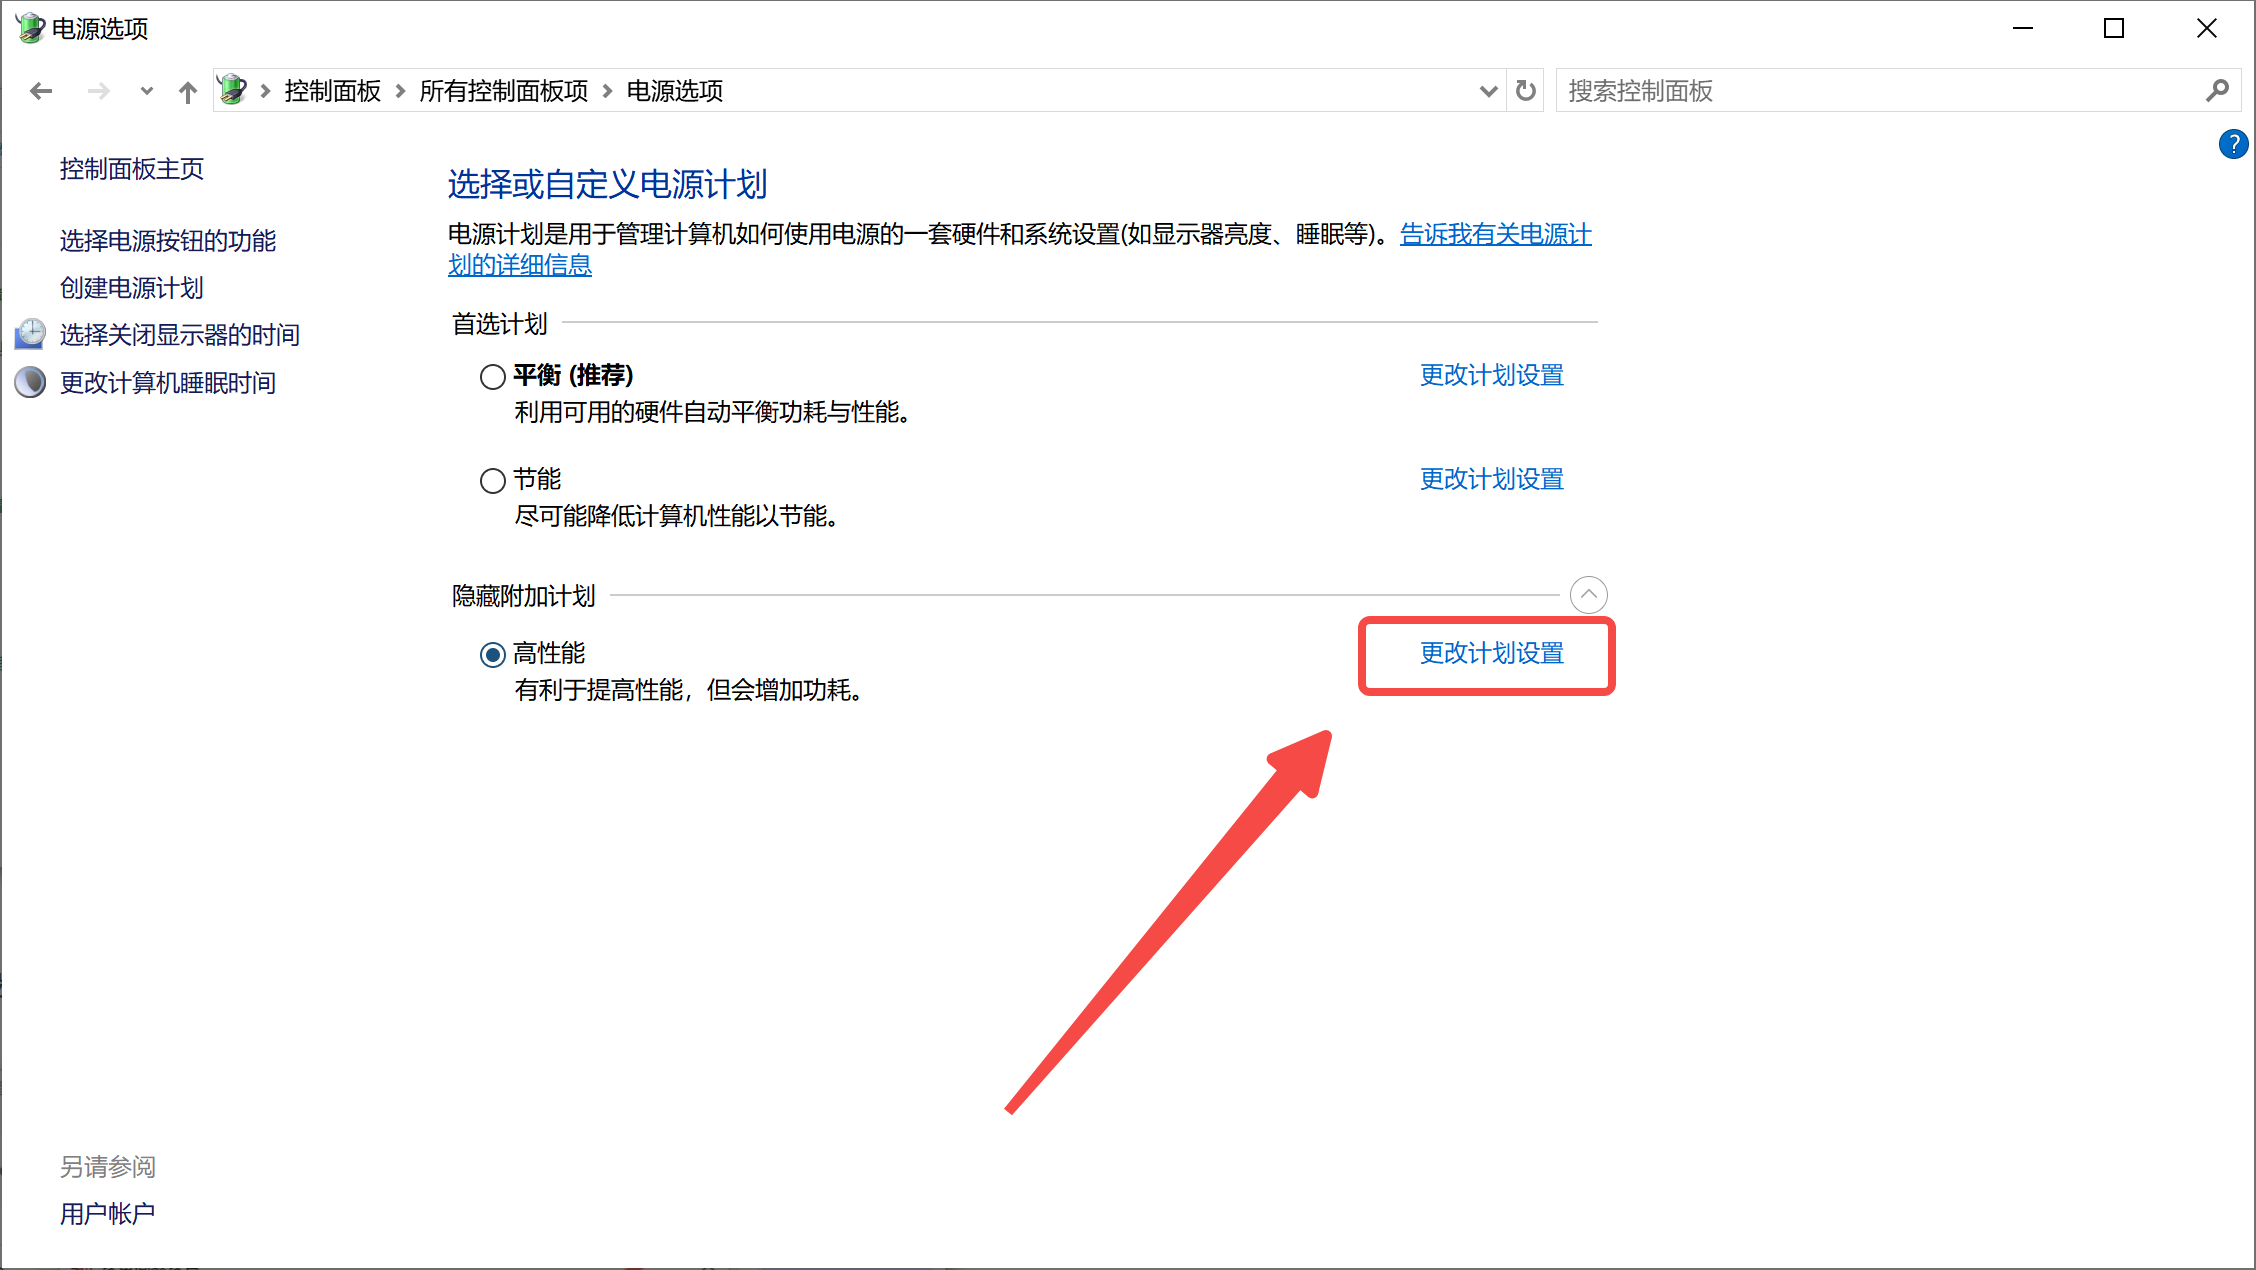 电源选项
控制面板 所有控制面板项 电源选项
搜索控制面板
?
控制面板主页
选择电源按钮的功能
创建电源计划
选择关闭显示器的时间
更改计算机睡眠时间
选择或自定义电源计划
电源计划是用于管理计算机如何使用电源的一套硬件和系统设置(如显示器亮度、睡眠等)。告诉我有关电源计
划的详细信息
首选计划
平衡 (推荐) 更改计划设置
利用可用的硬件自动平衡功耗与性能。
节能 更改计划设置
尽可能降低计算机性能以节能。
隐藏附加计划
高性能 更改计划设置
有利于提高性能，但会增加功耗。
另请参阅
用户帐户